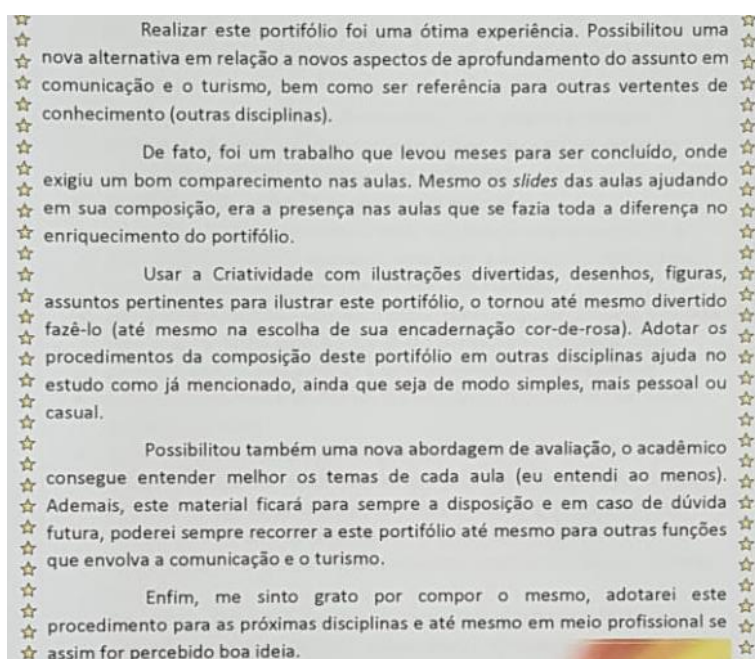 Realizar este portifólio foi uma ótima experiência. Possibilitou uma
nova alternativa em relação a novos aspectos de aprofundamento do assunto em
comunicação e o turismo, bem como ser referência para outras vertentes de
conhecimento (outras disciplinas).
De fato, foi um trabalho que levou meses para ser concluído, onde
exigiu um bom comparecimento nas aulas. Mesmo os slides das aulas ajudando
em sua composição, era a presença nas aulas que se fazia toda a diferença no
enriquecimento do portifólio.
Usar a Criatividade com ilustrações divertidas, desenhos, figuras,
assuntos pertinentes para ilustrar este portifólio, o tornou até mesmo divertido
fazê-lo (até mesmo na escolha de sua encadernação cor-de-rosa). Adotar os
procedimentos da composição deste portifólio em outras disciplinas ajuda no
estudo como já mencionado, ainda que seja de modo simples, mais pessoal ou
casual.
Possibilitou também uma nova abordagem de avaliação, o acadêmico
consegue entender melhor os temas de cada aula (eu entendi ao menos).
Ademais, este material ficará para sempre a disposição e em caso de dúvida
futura, poderei sempre recorrer a este portifólio até mesmo para outras funções
que envolva a comunicação e o turismo.
Enfim, me sinto grato por compor o mesmo, adotarei este
procedimento para as próximas disciplinas e até mesmo em meio profissional se
assim for percebido boa ideia.